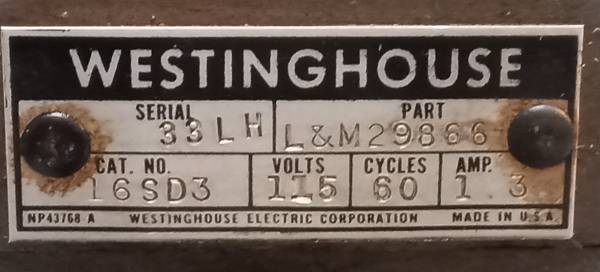 WESTINGHOUSE
SERIAL PART
33LH L&M29866
CAT. NO. VOLTS CYCLES AMP.
16SD3 115 60 1.3
NP43768 A WESTINGHOUSE ELECTRIC CORPORATION MADE IN U.S.A.